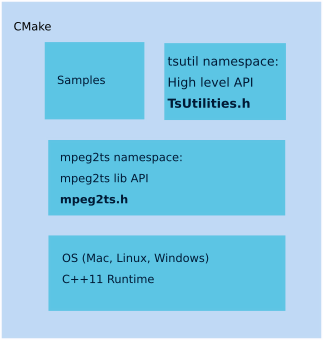 CMake
Samples
tsutil namespace:
High level API
TsUtilities.h
mpeg2ts namespace:
mpeg2ts lib API
mpeg2ts.h
OS (Mac, Linux, Windows)
C++11 Runtime